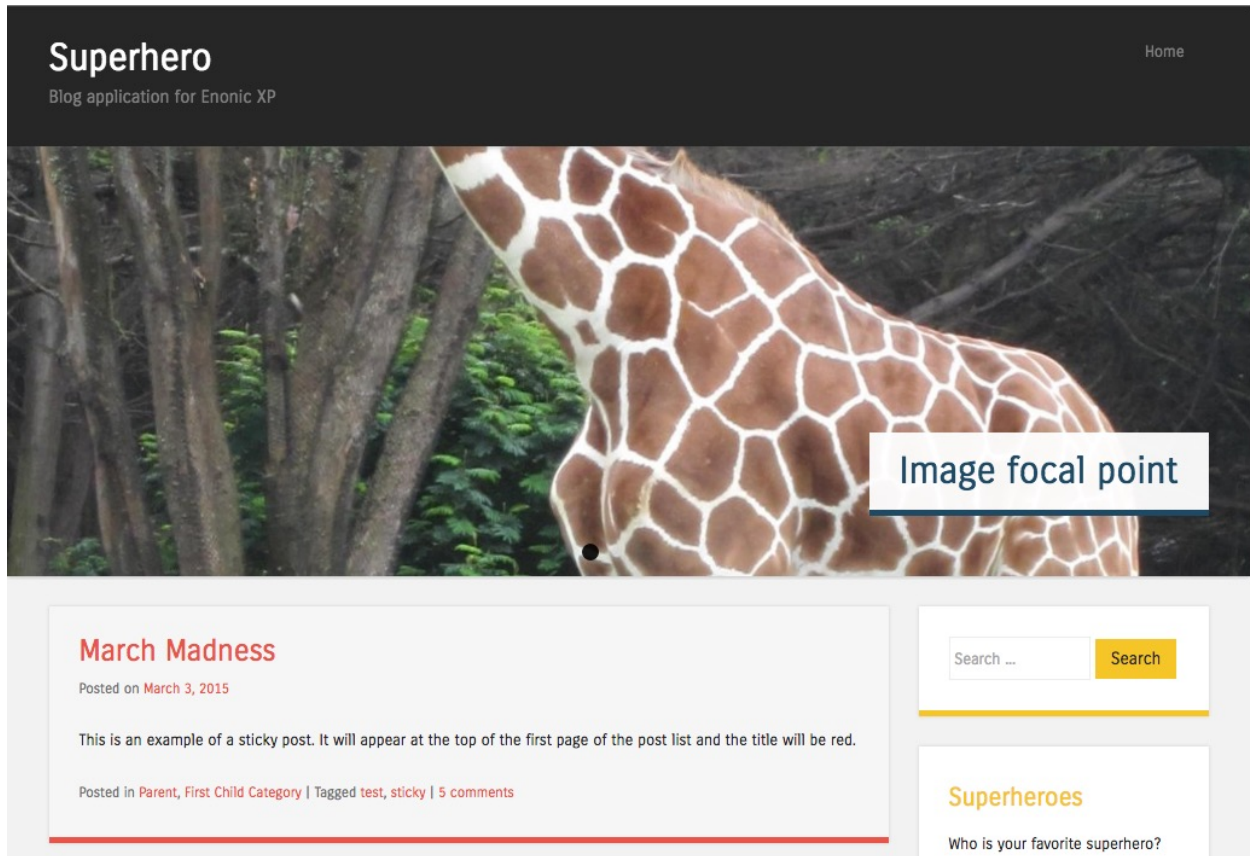 Superhero
Home
Blog application for Enonic XP
Image focal point
March Madness
Posted on March 3, 2015
This is an example of a sticky post. It will appear at the top of the first page of the post list and the title will be red.
Posted in Parent, First Child Category | Tagged test, sticky | 5 comments
Search ...
Search
Superheroes
Who is your favorite superhero?